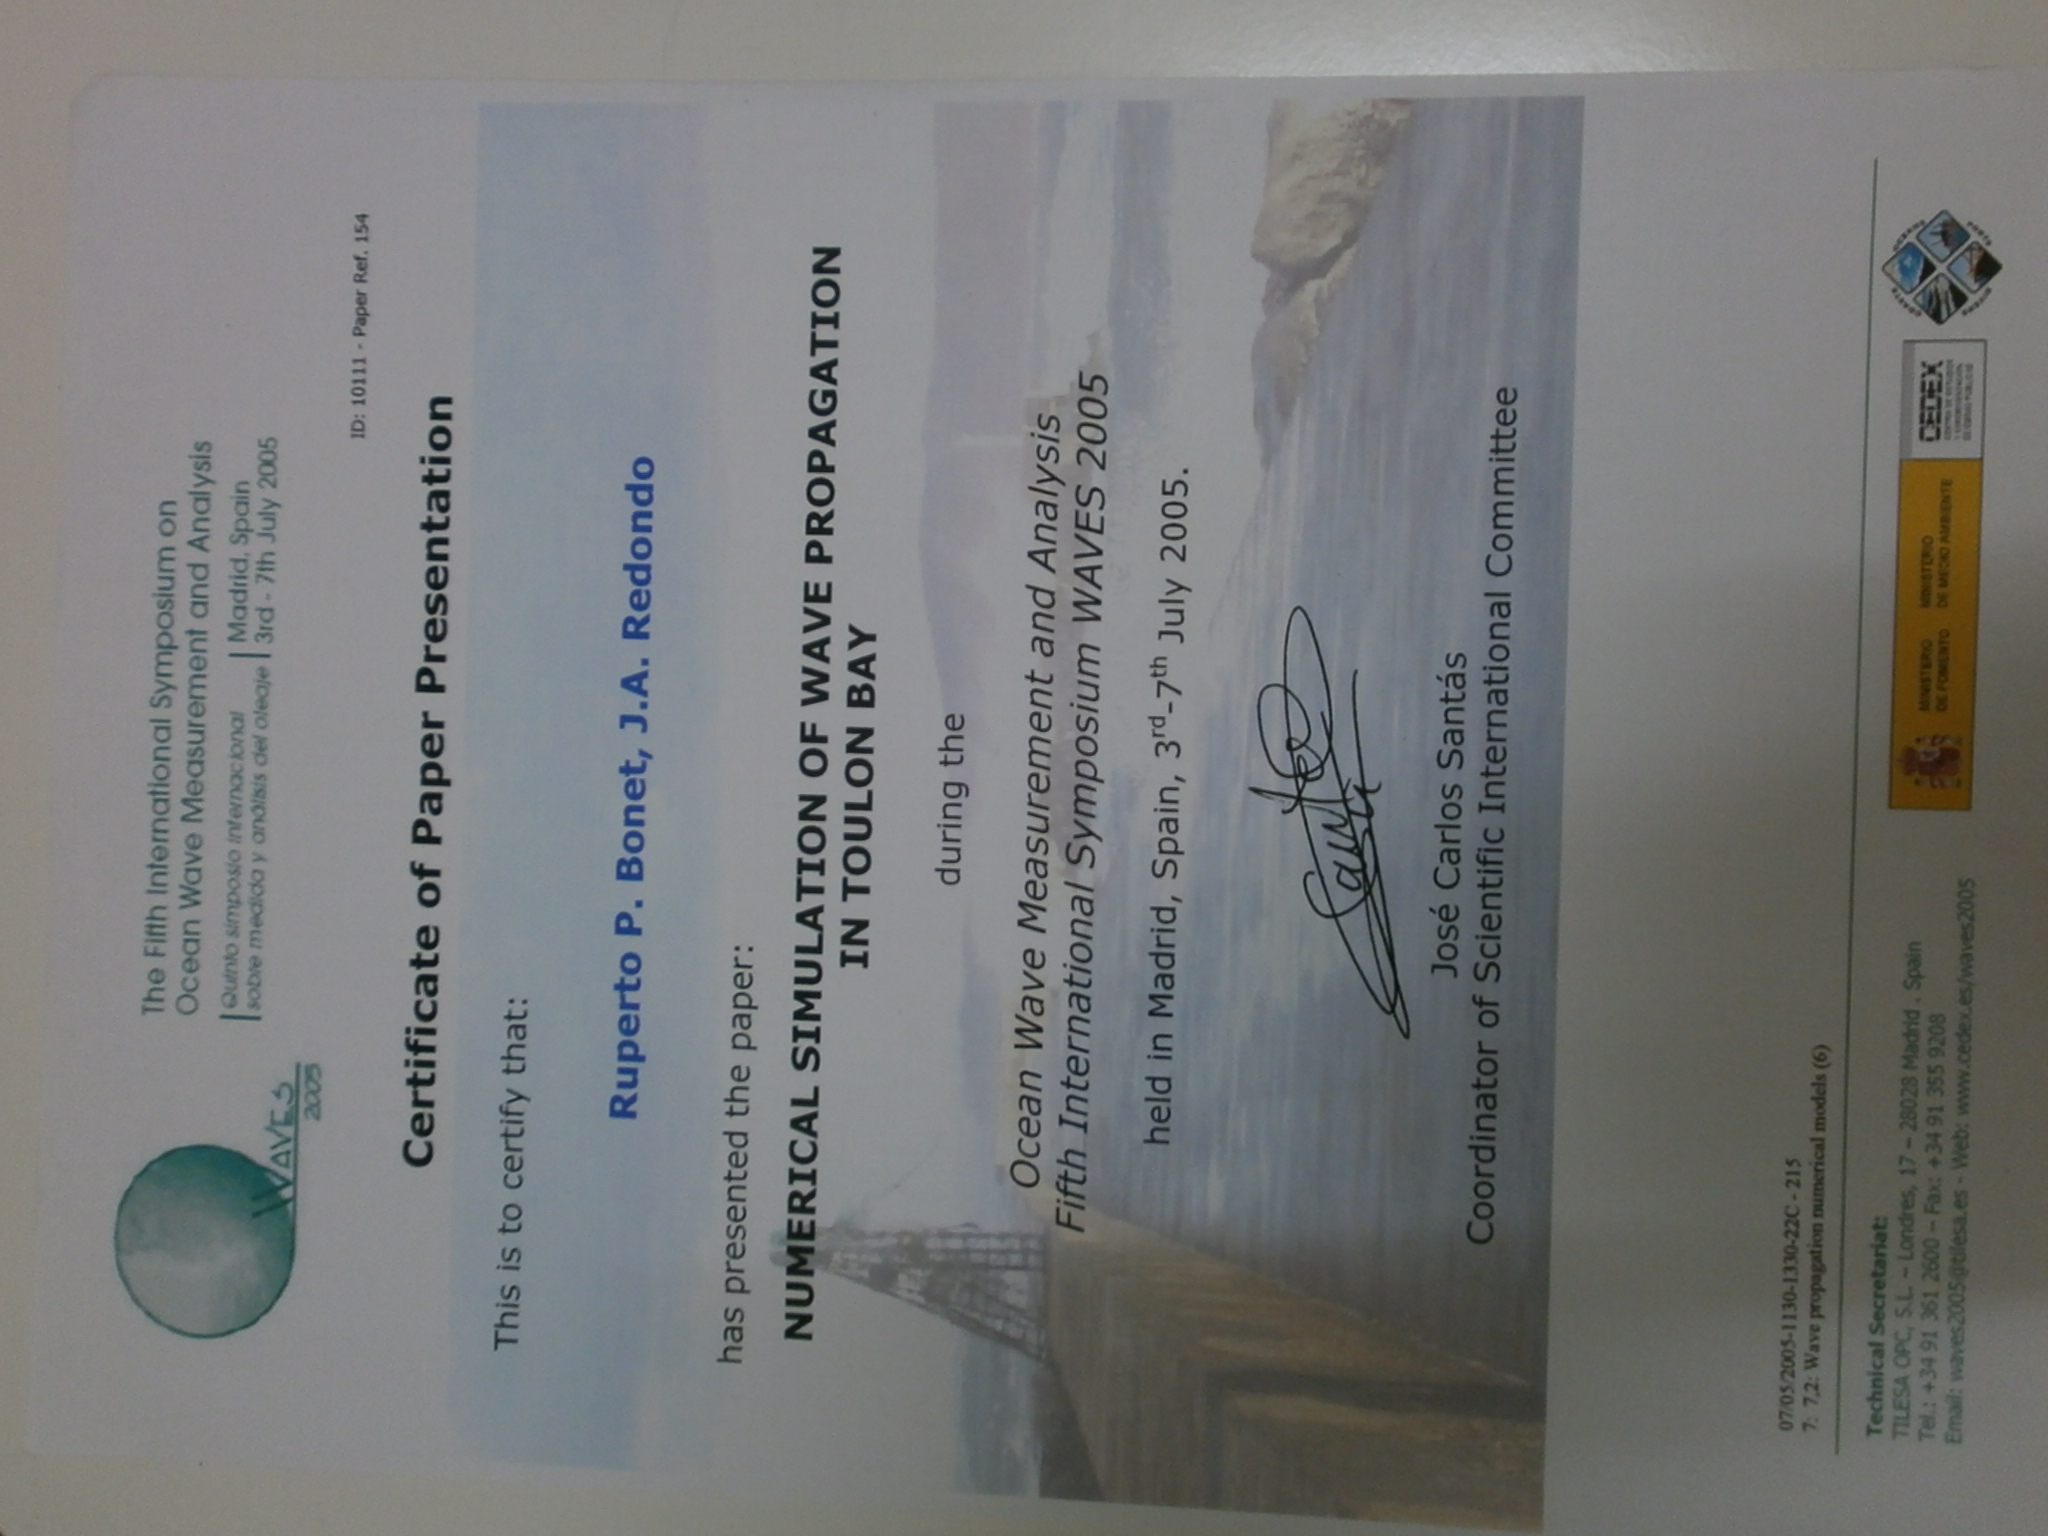 The Fifth International Symposium on
Ocean Wave Measurement and Analysis
Quinto simposio internacional | Madrid, Spain
sobre medida y análisis del oleaje | 3rd - 7th July 2005
WAVES
2005
ID: 10111 - Paper Ref. 154
Certificate of Paper Presentation
This is to certify that:
Ruperto P. Bonet, J.A. Redondo
has presented the paper:
NUMERICAL SIMULATION OF WAVE PROPAGATION
IN TOULON BAY
during the
Ocean Wave Measurement and Analysis
Fifth International Symposium WAVES 2005
held in Madrid, Spain, 3rd-7th July 2005.
José Carlos Santás
Coordinator of Scientific International Committee
07/05/2005-1130-1330-22C - 215
7: 7,2: Wave propagation numerical models (6)
Technical Secretariat:
TILESA OPC, S.L. – Londres, 17 – 28028 Madrid . Spain
Tel.: +34 91 361 2600 – Fax: +34 91 355 9208
Email: waves2005@tilesa.es - Web: www.cedex.es/waves2005
MINISTERIO
DE FOMENTO
MINISTERIO
DE MEDIO AMBIENTE
CEDEX